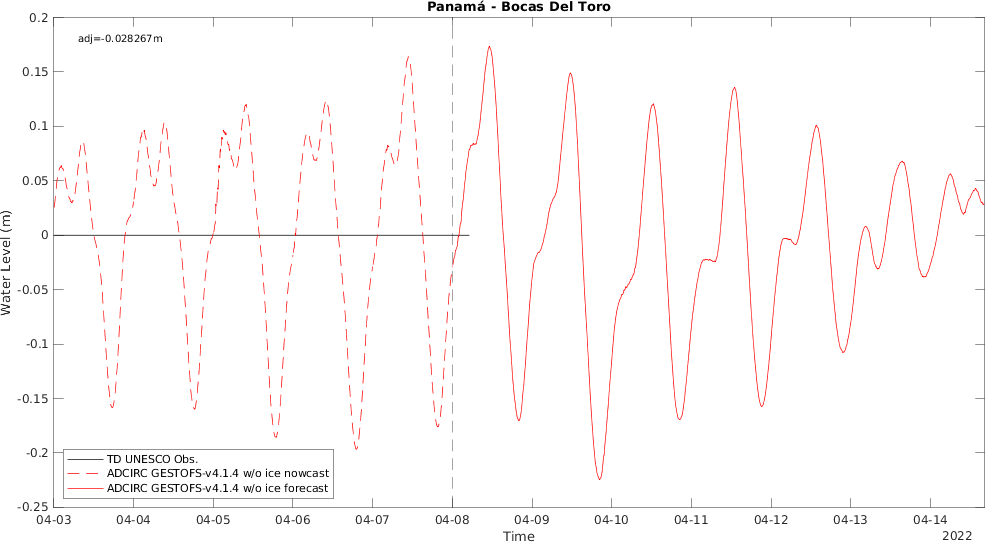 Panamá - Bocas Del Toro
adj=-0.028267m
0.2
0.15
0.1
0.05
0
-0.05
-0.1
-0.15
-0.2
-0.25
Water Level (m)
TD UNESCO Obs.
ADCIRC GESTOFS-v4.1.4 w/o ice nowcast
ADCIRC GESTOFS-v4.1.4 w/o ice forecast
04-03 04-04 04-05 04-06 04-07 04-08 04-09 04-10 04-11 04-12 04-13 04-14
2022
Time